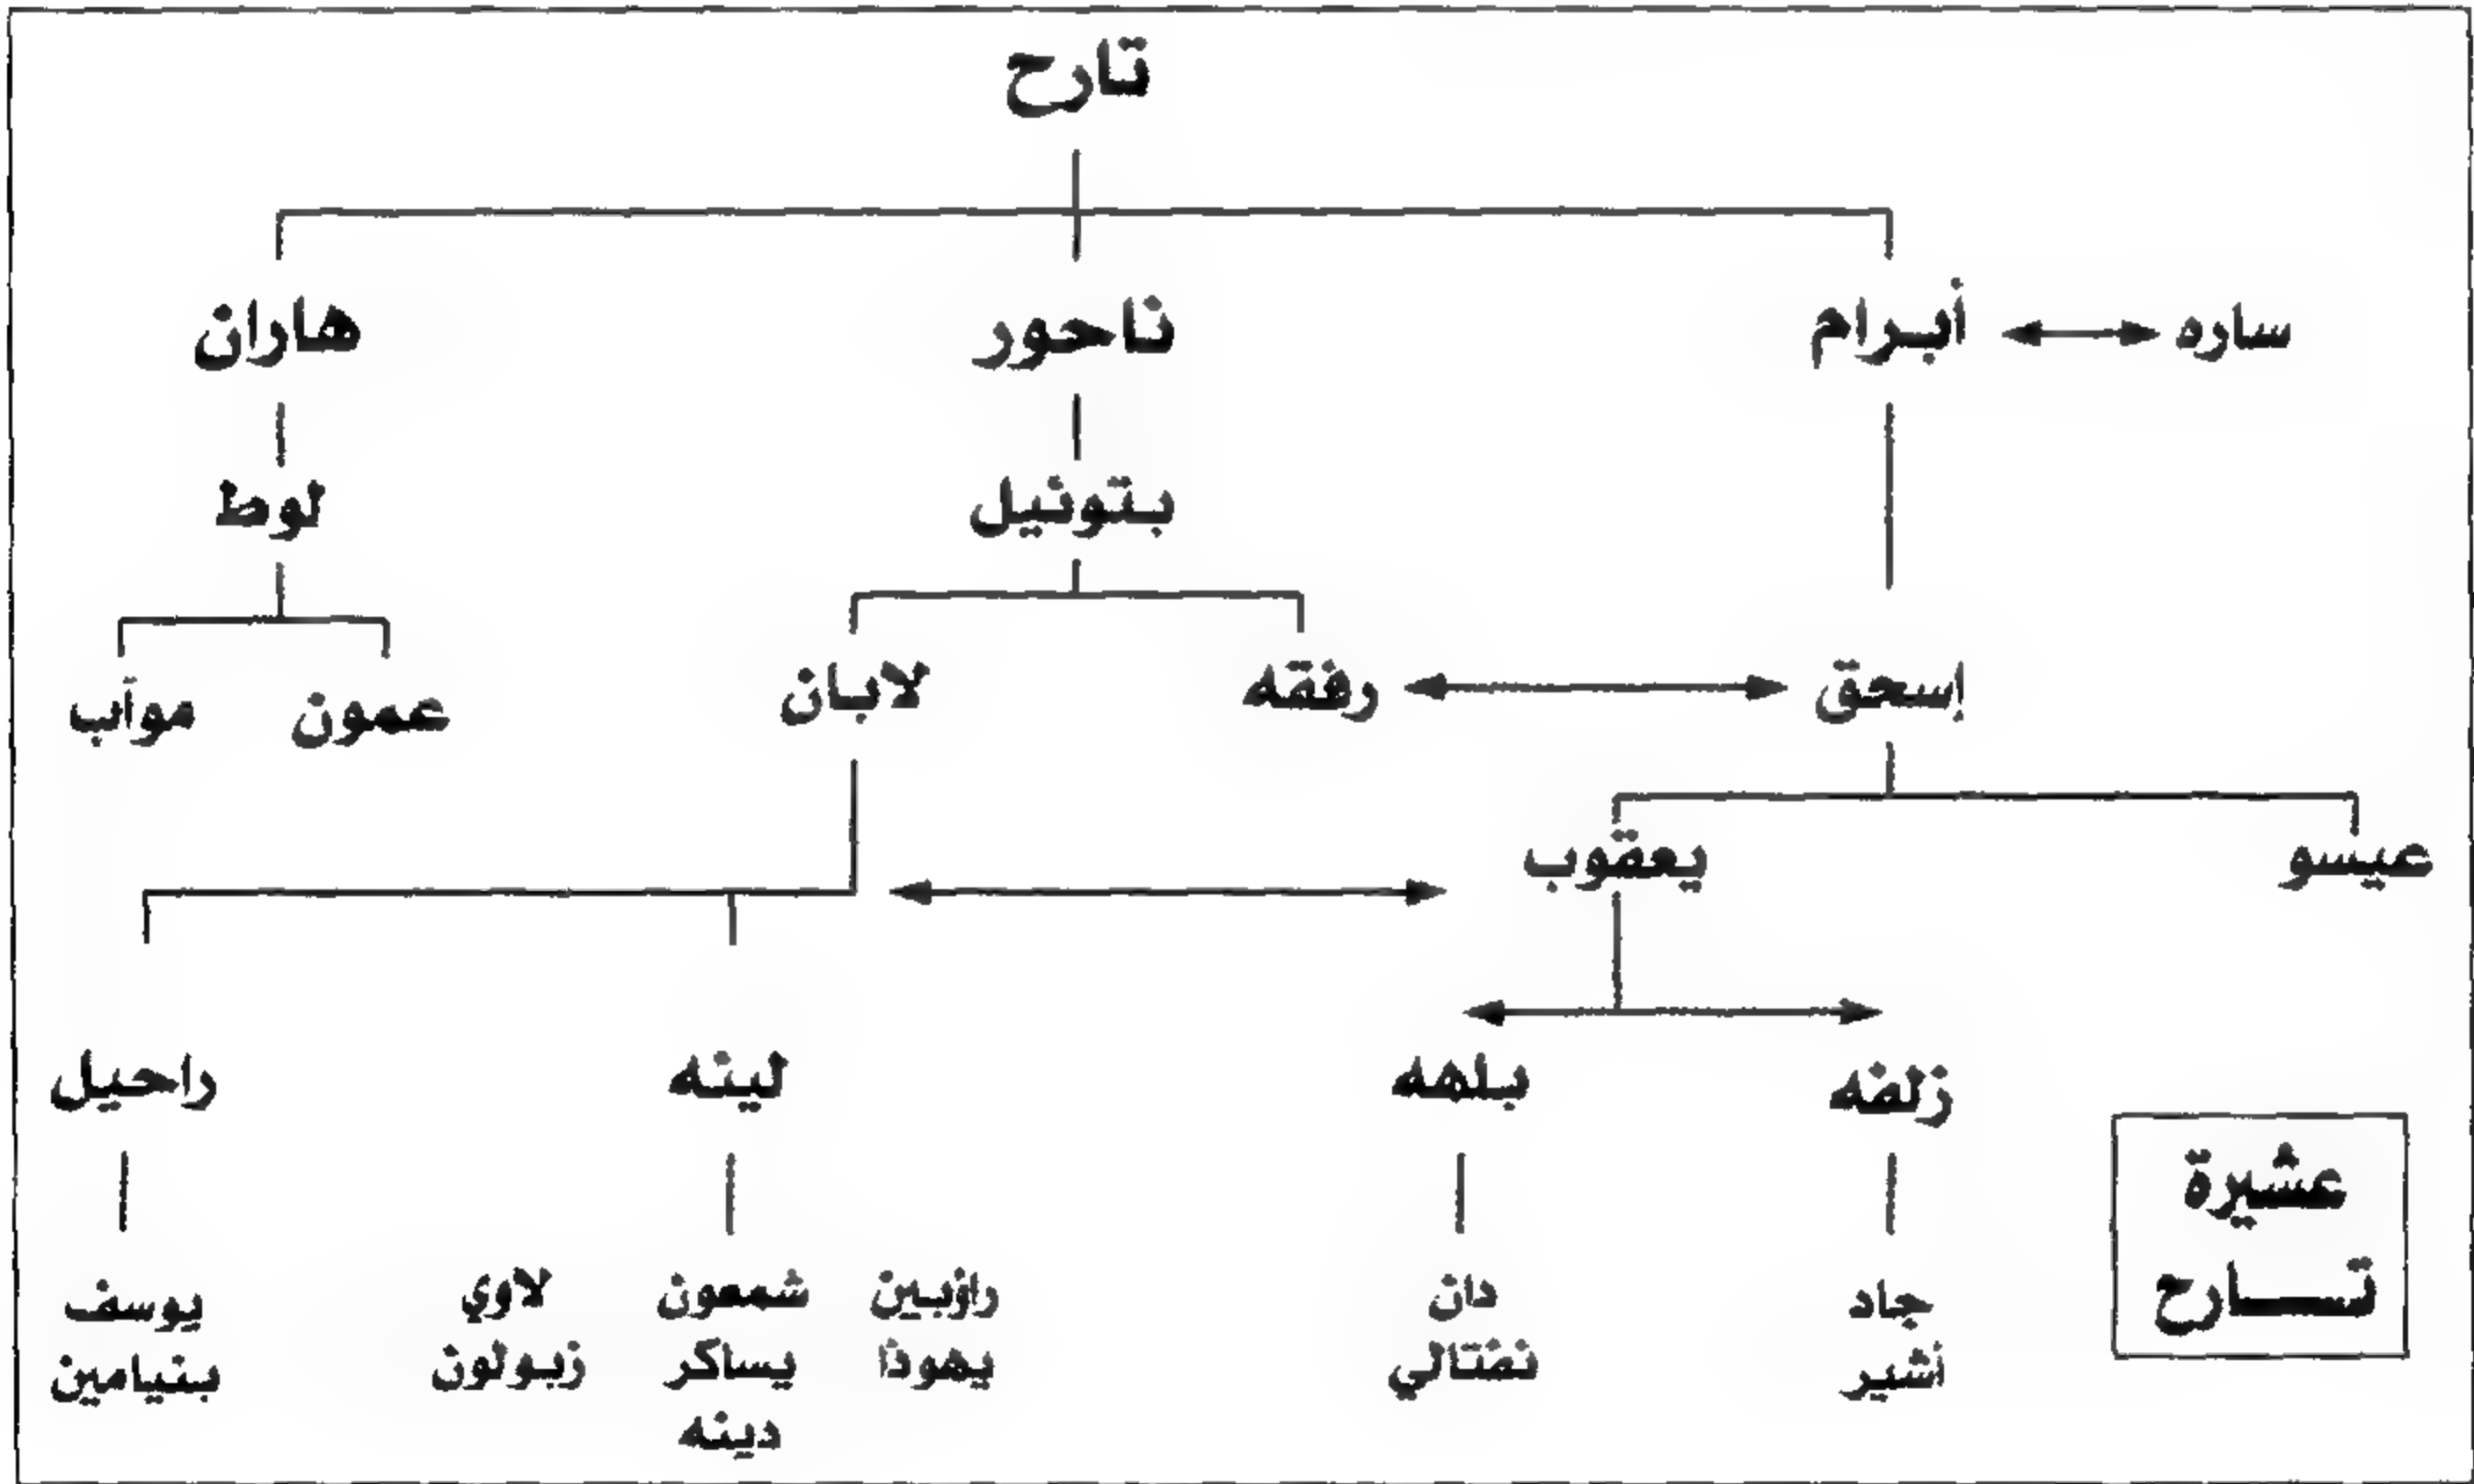 تارح
ساره أبرام ناحور هاران
بتوئيل لوط
إسحق رفقه لابان عمون موآب
عيسو يعقوب
زلفه بلهه ليئه راحيل
عشيرة
تــارح
جاد دان رأوبين شمعون لاوي يوسف
أشير نفتالي يهوذا يساكر زبولون بنيامين
دينه